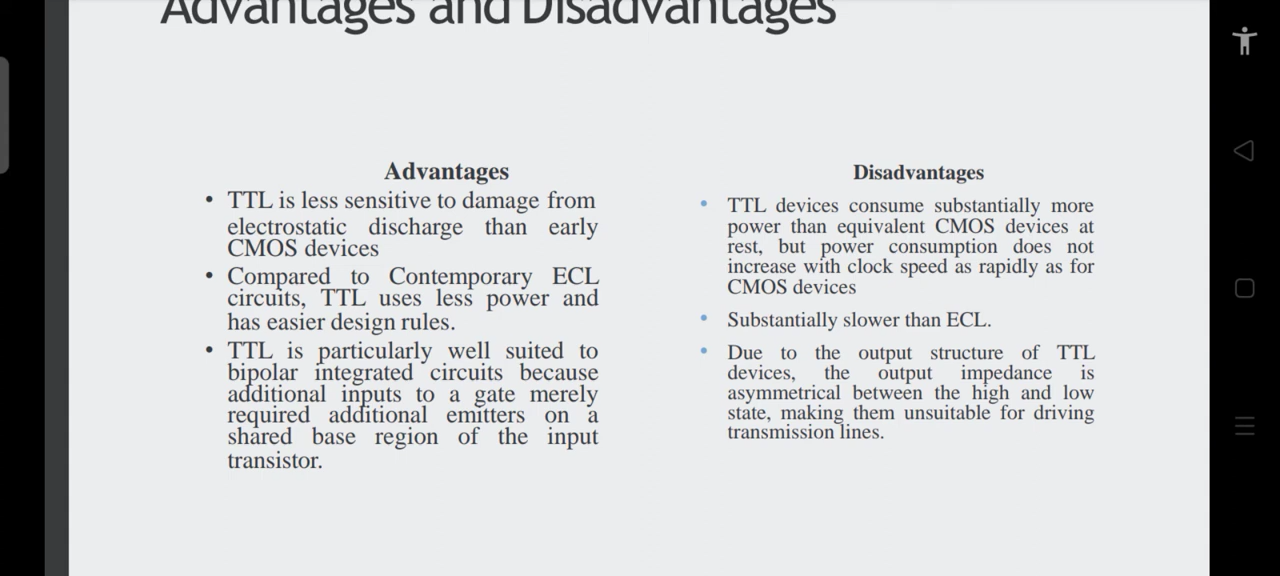 Advantages and Disadvantages
Advantages
• TTL is less sensitive to damage from
electrostatic discharge than early
CMOS devices
• Compared to Contemporary ECL
circuits, TTL uses less power and
has easier design rules.
• TTL is particularly well suited to
bipolar integrated circuits because
additional inputs to a gate merely
required additional emitters on a
shared base region of the input
transistor.
Disadvantages
• TTL devices consume substantially more
power than equivalent CMOS devices at
rest, but power consumption does not
increase with clock speed as rapidly as for
CMOS devices
• Substantially slower than ECL.
• Due to the output structure of TTL
devices, the output impedance is
asymmetrical between the high and low
state, making them unsuitable for driving
transmission lines.